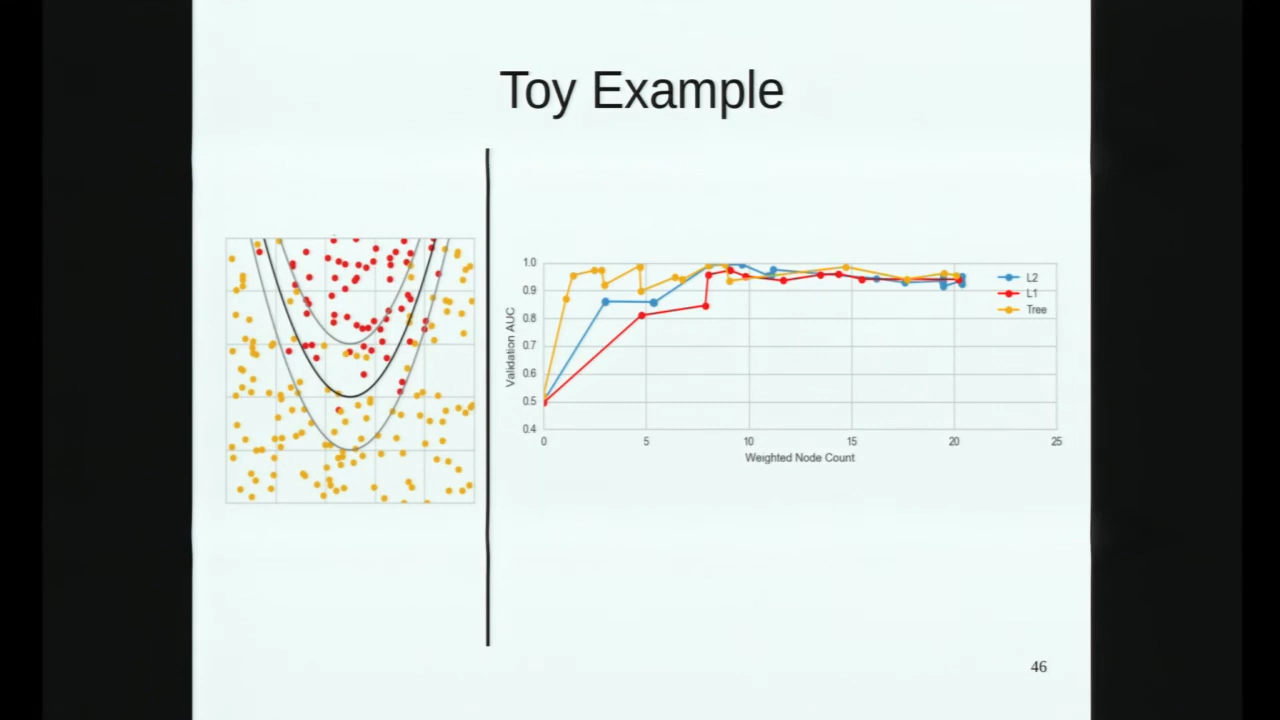 Toy Example
1.0
0.9
0.8
0.7
0.6
0.5
0.4
Validation AUC
0 5 10 15 20 25
Weighted Node Count
L2
L1
Tree
46